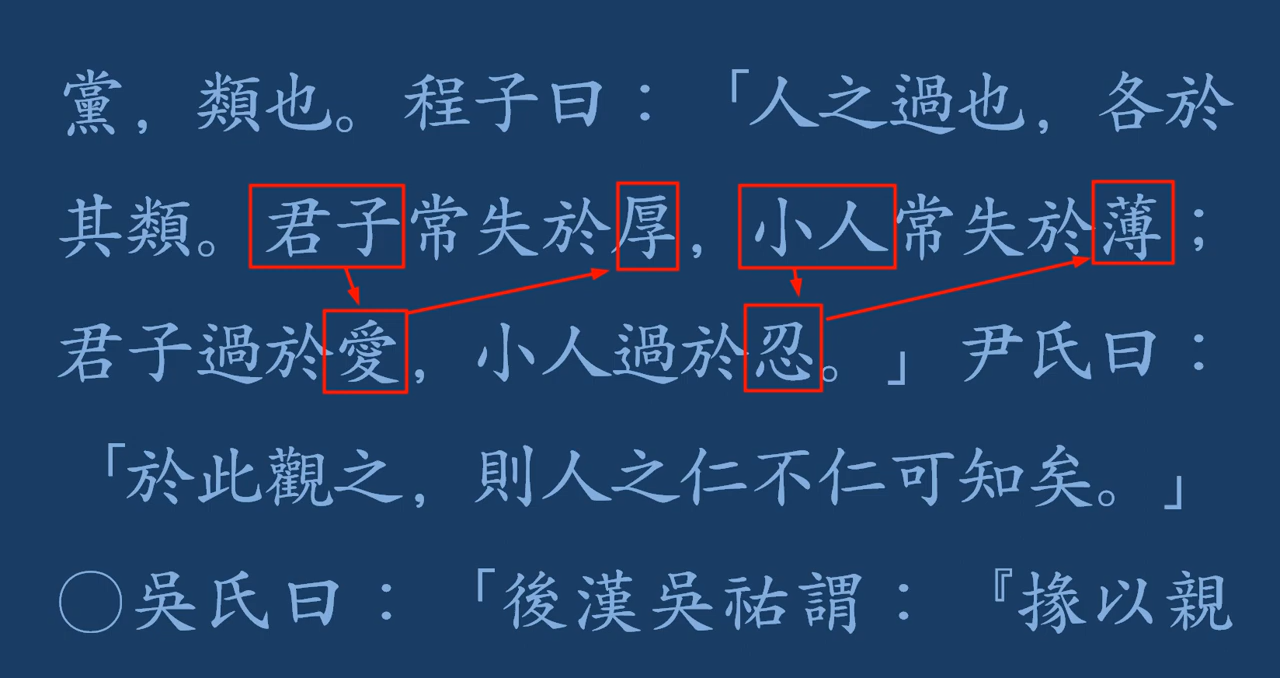 黨，類也。程子曰：「人之過也，各於
其類。君子常失於厚，小人常失於薄；
君子過於愛，小人過於忍。」尹氏曰：
「於此觀之，則人之仁不仁可知矣。」
◯吳氏曰：「後漢吳祐謂：『掾以親